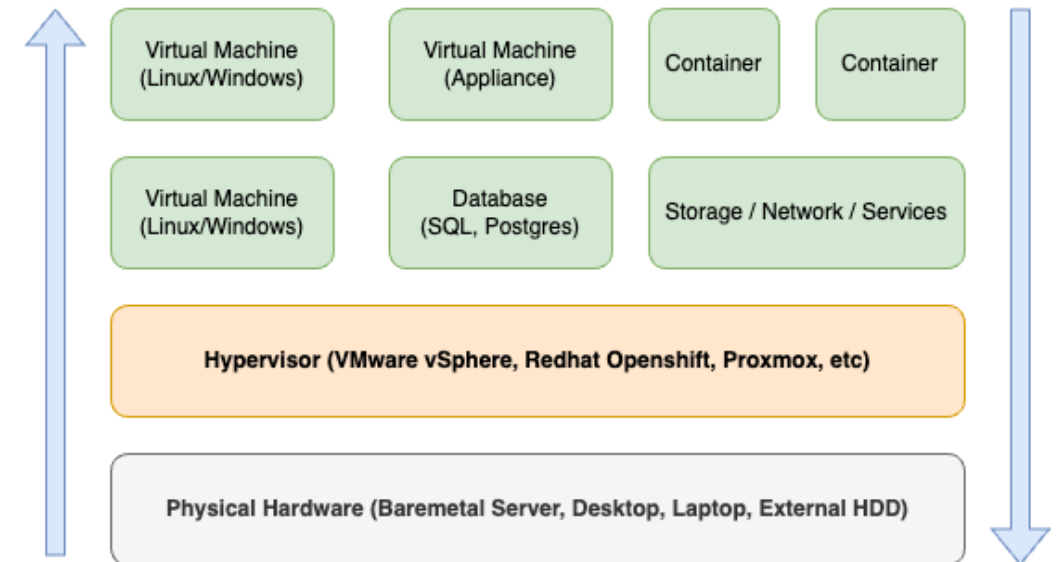 Virtual Machine
(Linux/Windows)
Virtual Machine
(Appliance)
Container
Container
Virtual Machine
(Linux/Windows)
Database
(SQL, Postgres)
Storage / Network / Services
Hypervisor (VMware vSphere, Redhat Openshift, Proxmox, etc)
Physical Hardware (Baremetal Server, Desktop, Laptop, External HDD)